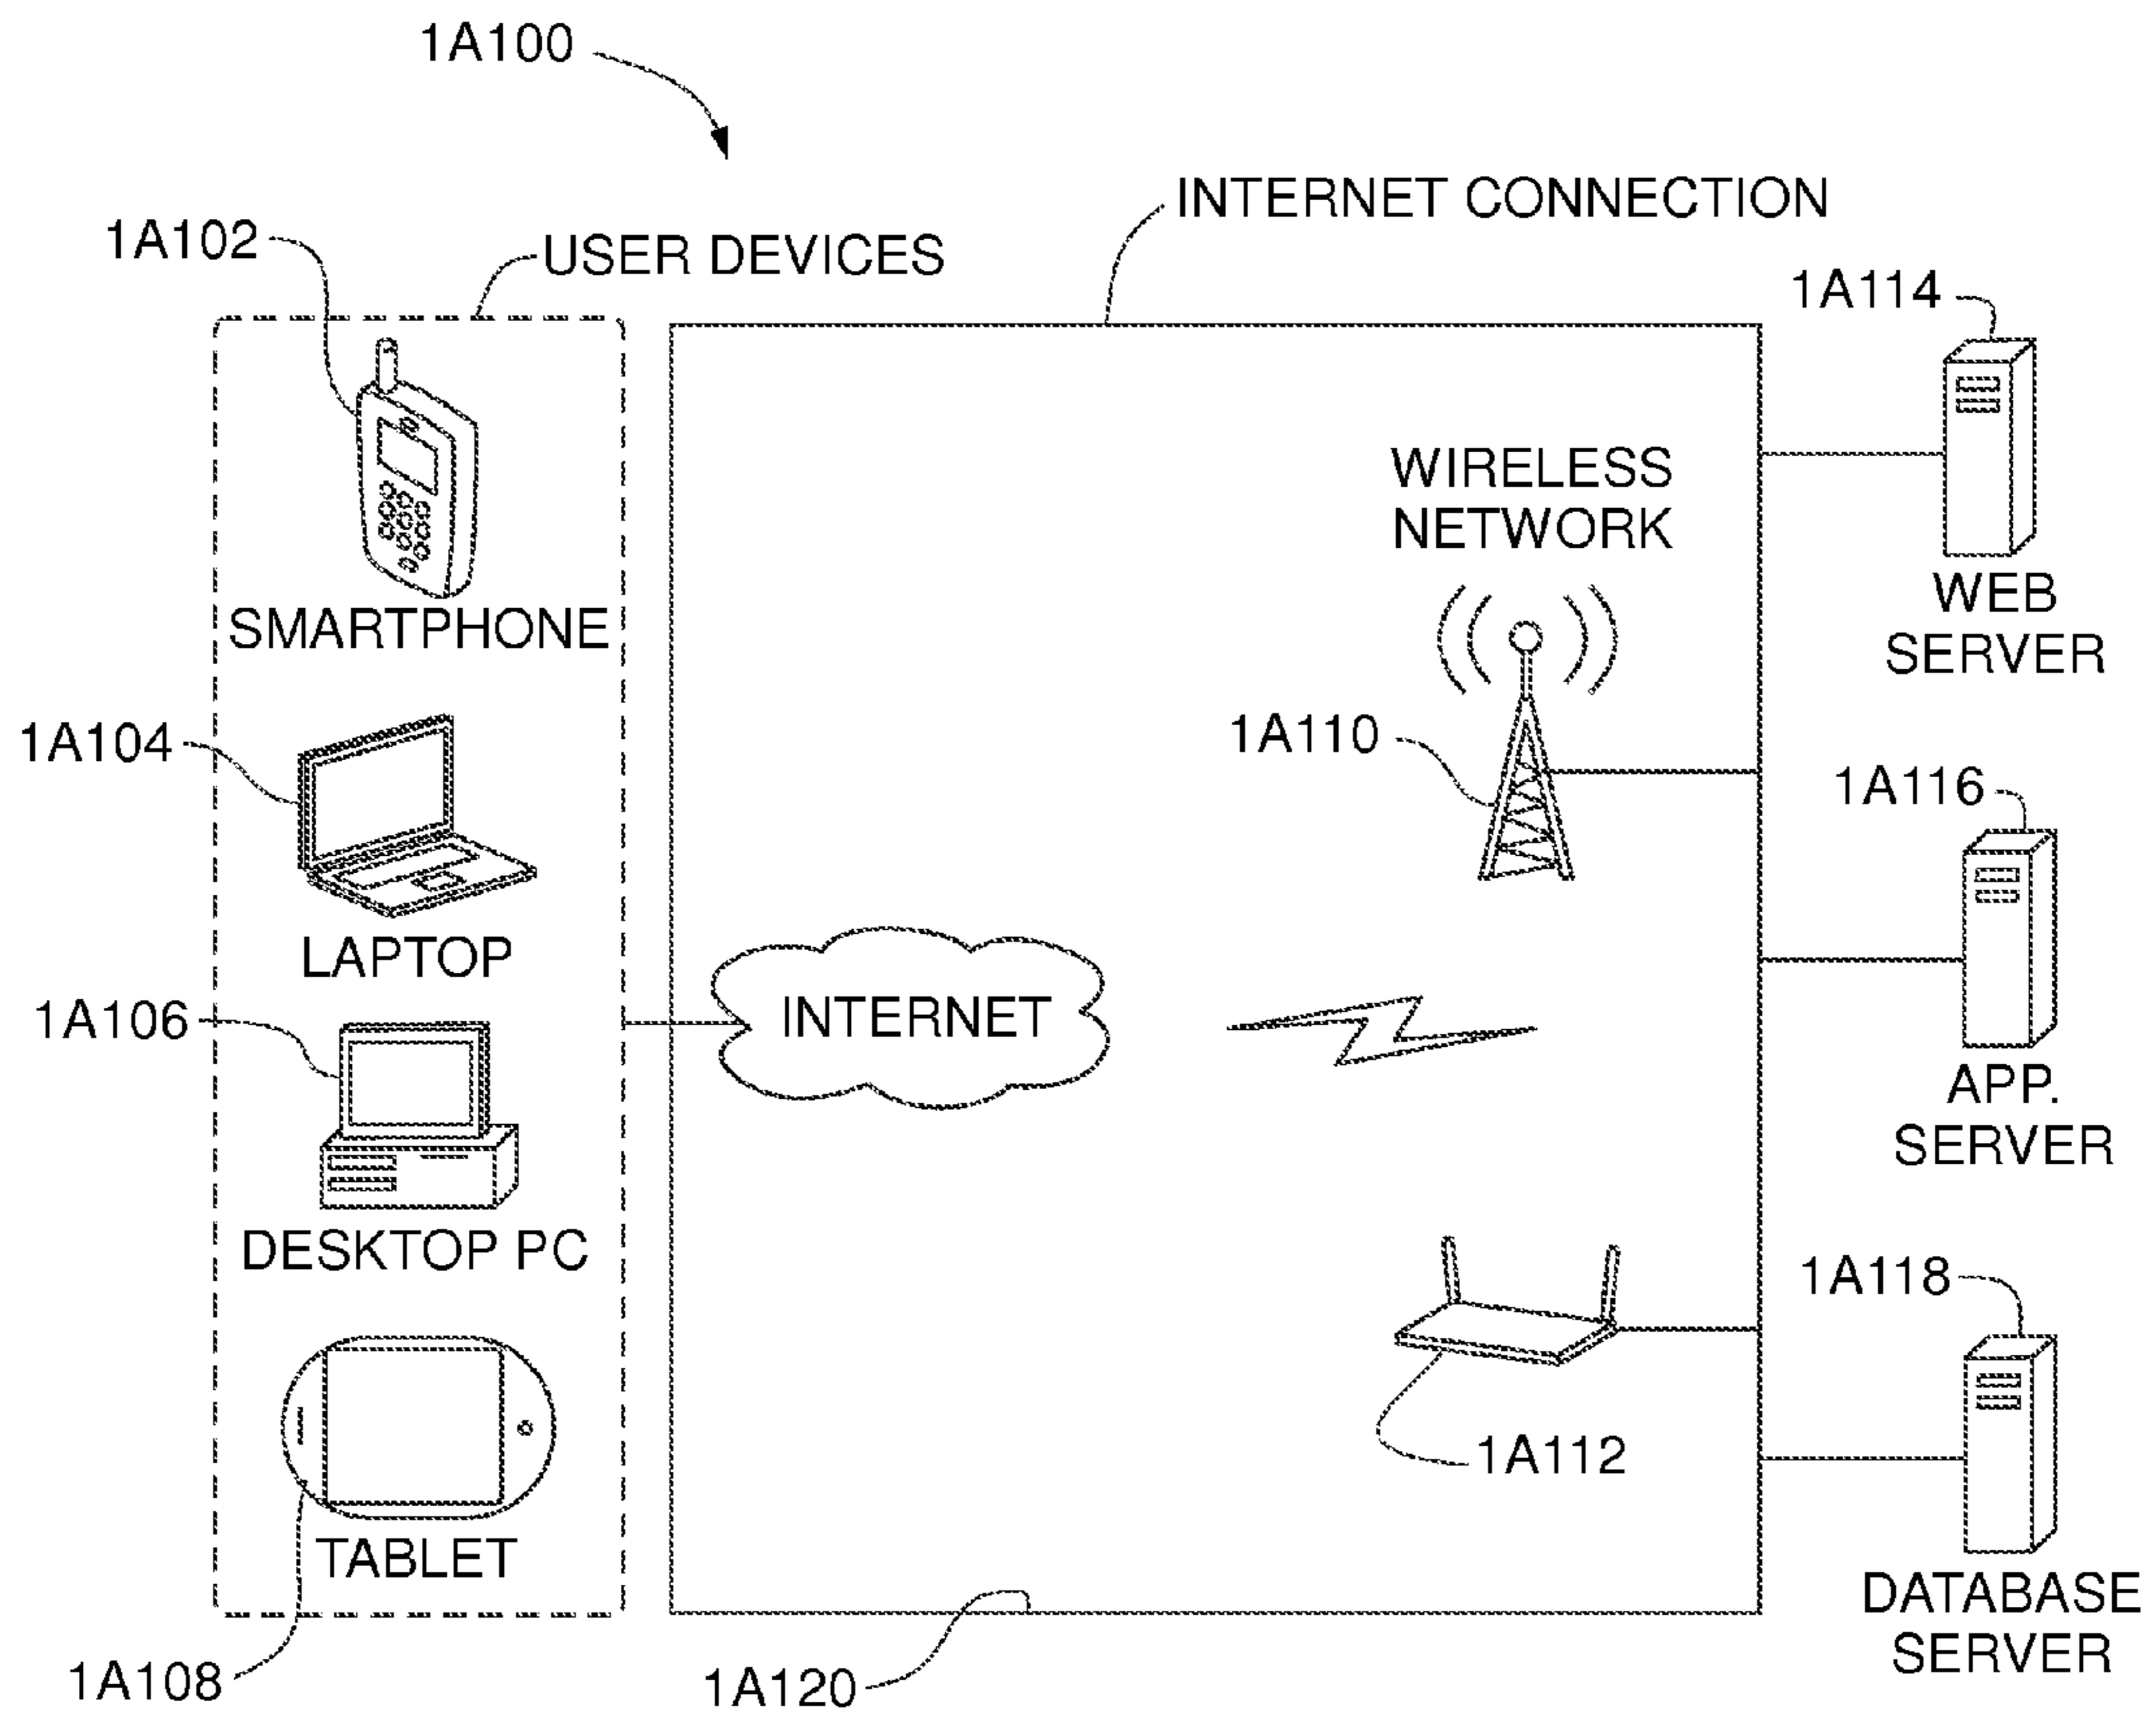 1A100
INTERNET CONNECTION
1A102
USER DEVICES
1A114
SMARTPHONE
WIRELESS
NETWORK
WEB
SERVER
1A104
1A110
1A116
LAPTOP
1A106
INTERNET
APP.
SERVER
DESKTOP PC
1A118
1A112
TABLET
DATABASE
SERVER
1A108
1A120